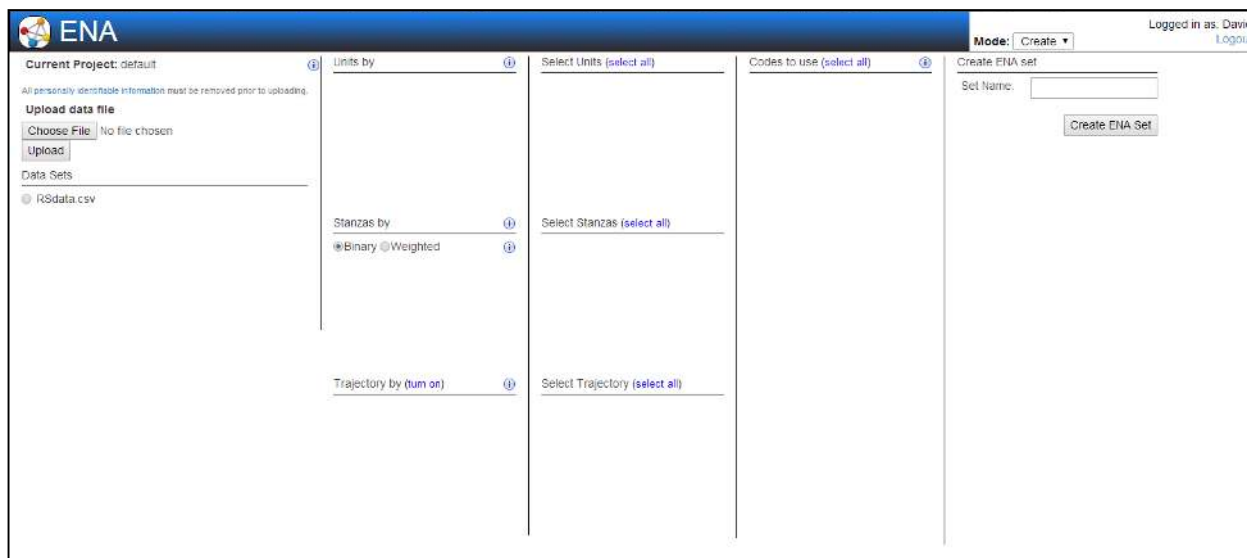 ENA
Logged in as: Davi
Mode: Create ▼
Logou
Current Project: default
All personally identifiable information must be removed prior to uploading.
Upload data file
Choose File No file chosen
Upload
Data Sets
RSdata.csv
Units by
Stanzas by
Binary Weighted
Trajectory by (turn on)
Select Units (select all)
Select Stanzas (select all)
Select Trajectory (select all)
Codes to use (select all)
Create ENA set
Set Name:
Create ENA Set